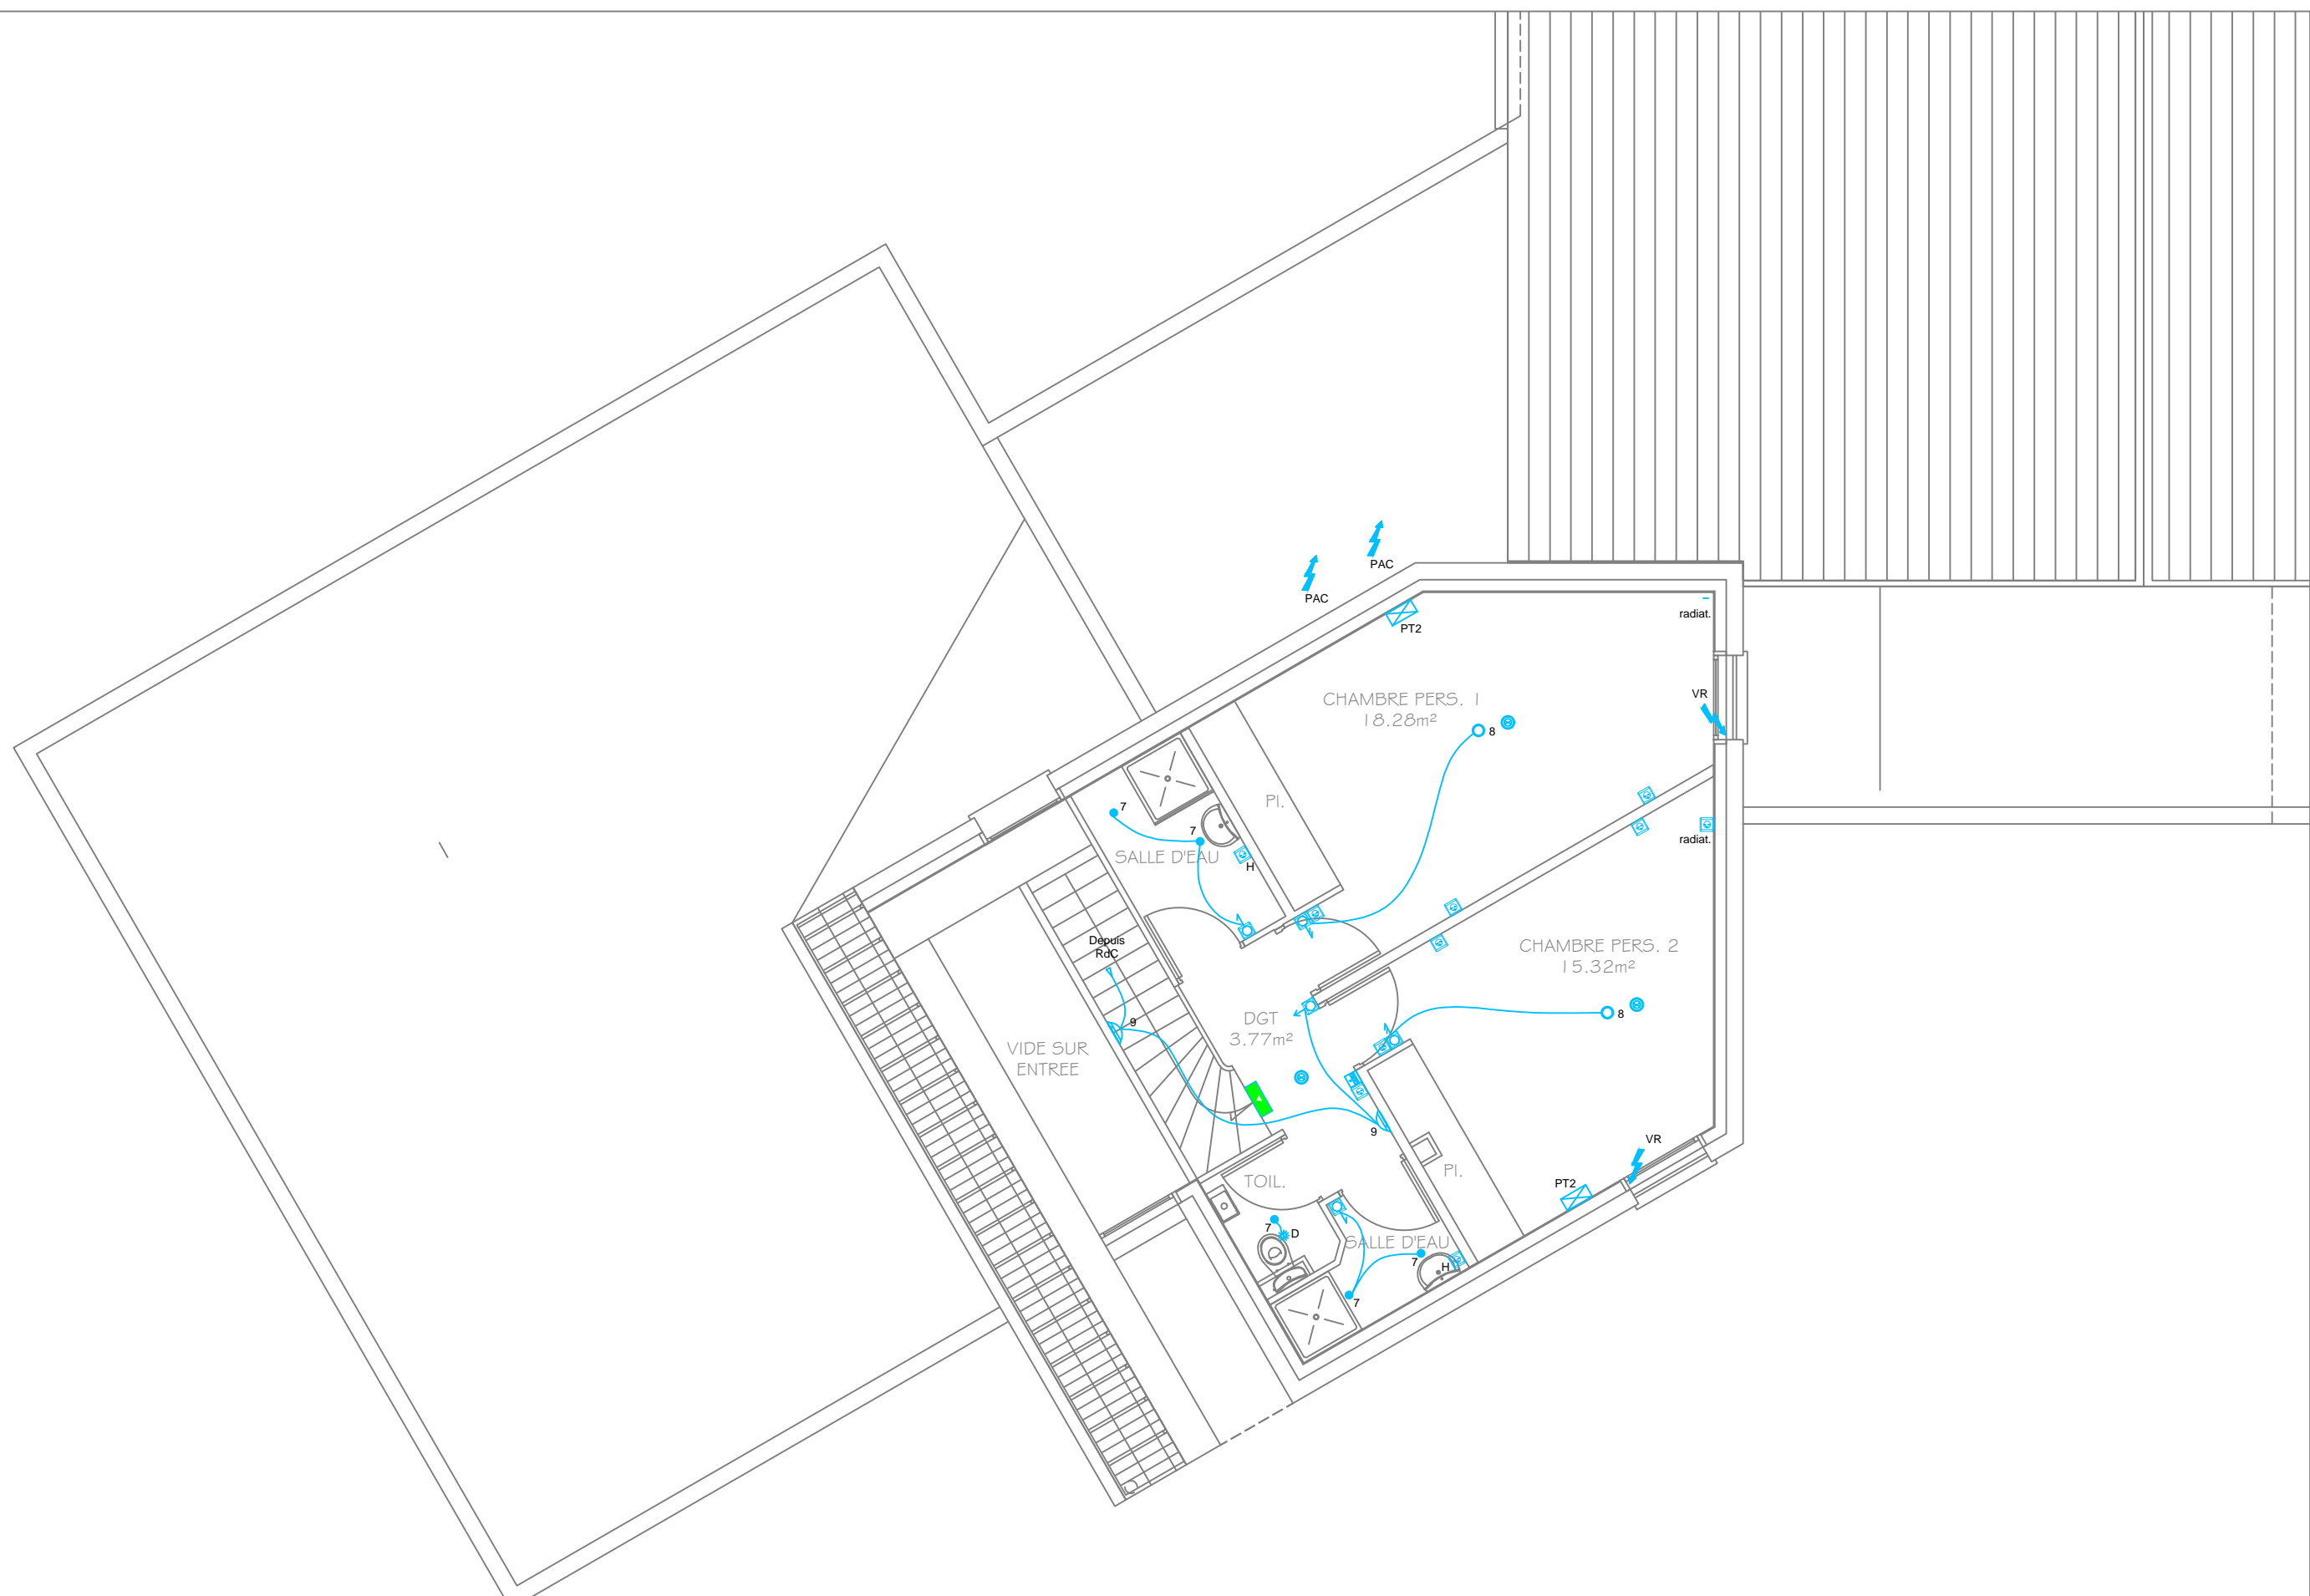 PAC
PAC
PT2
radiat.
CHAMBRE PERS. 1
18.28m²
VR
8
PI.
7
7
SALLE D'EAU
H
radiat.
Depuis
RdC
CHAMBRE PERS. 2
15.32m²
9
DGT
3.77m²
8
VIDE SUR
ENTREE
9
VR
TOIL.
PI.
PT2
7
D
SALLE D'EAU
7
H
7